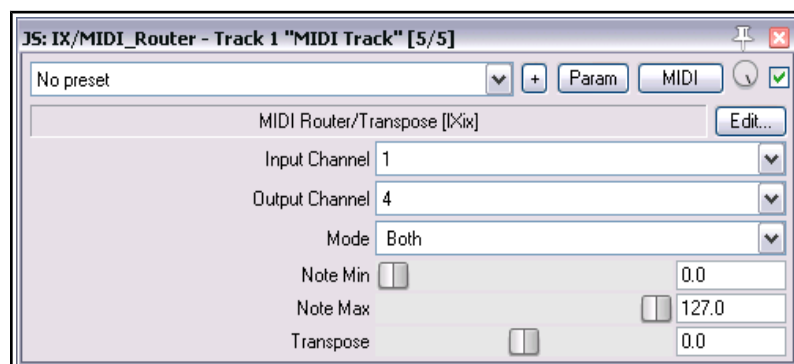 JS: IX/MIDI_Router - Track 1 "MIDI Track" [5/5]
No preset + Param MIDI
MIDI Router/Transpose [IXix] Edit...
Input Channel 1
Output Channel 4
Mode Both
Note Min 0.0
Note Max 127.0
Transpose 0.0